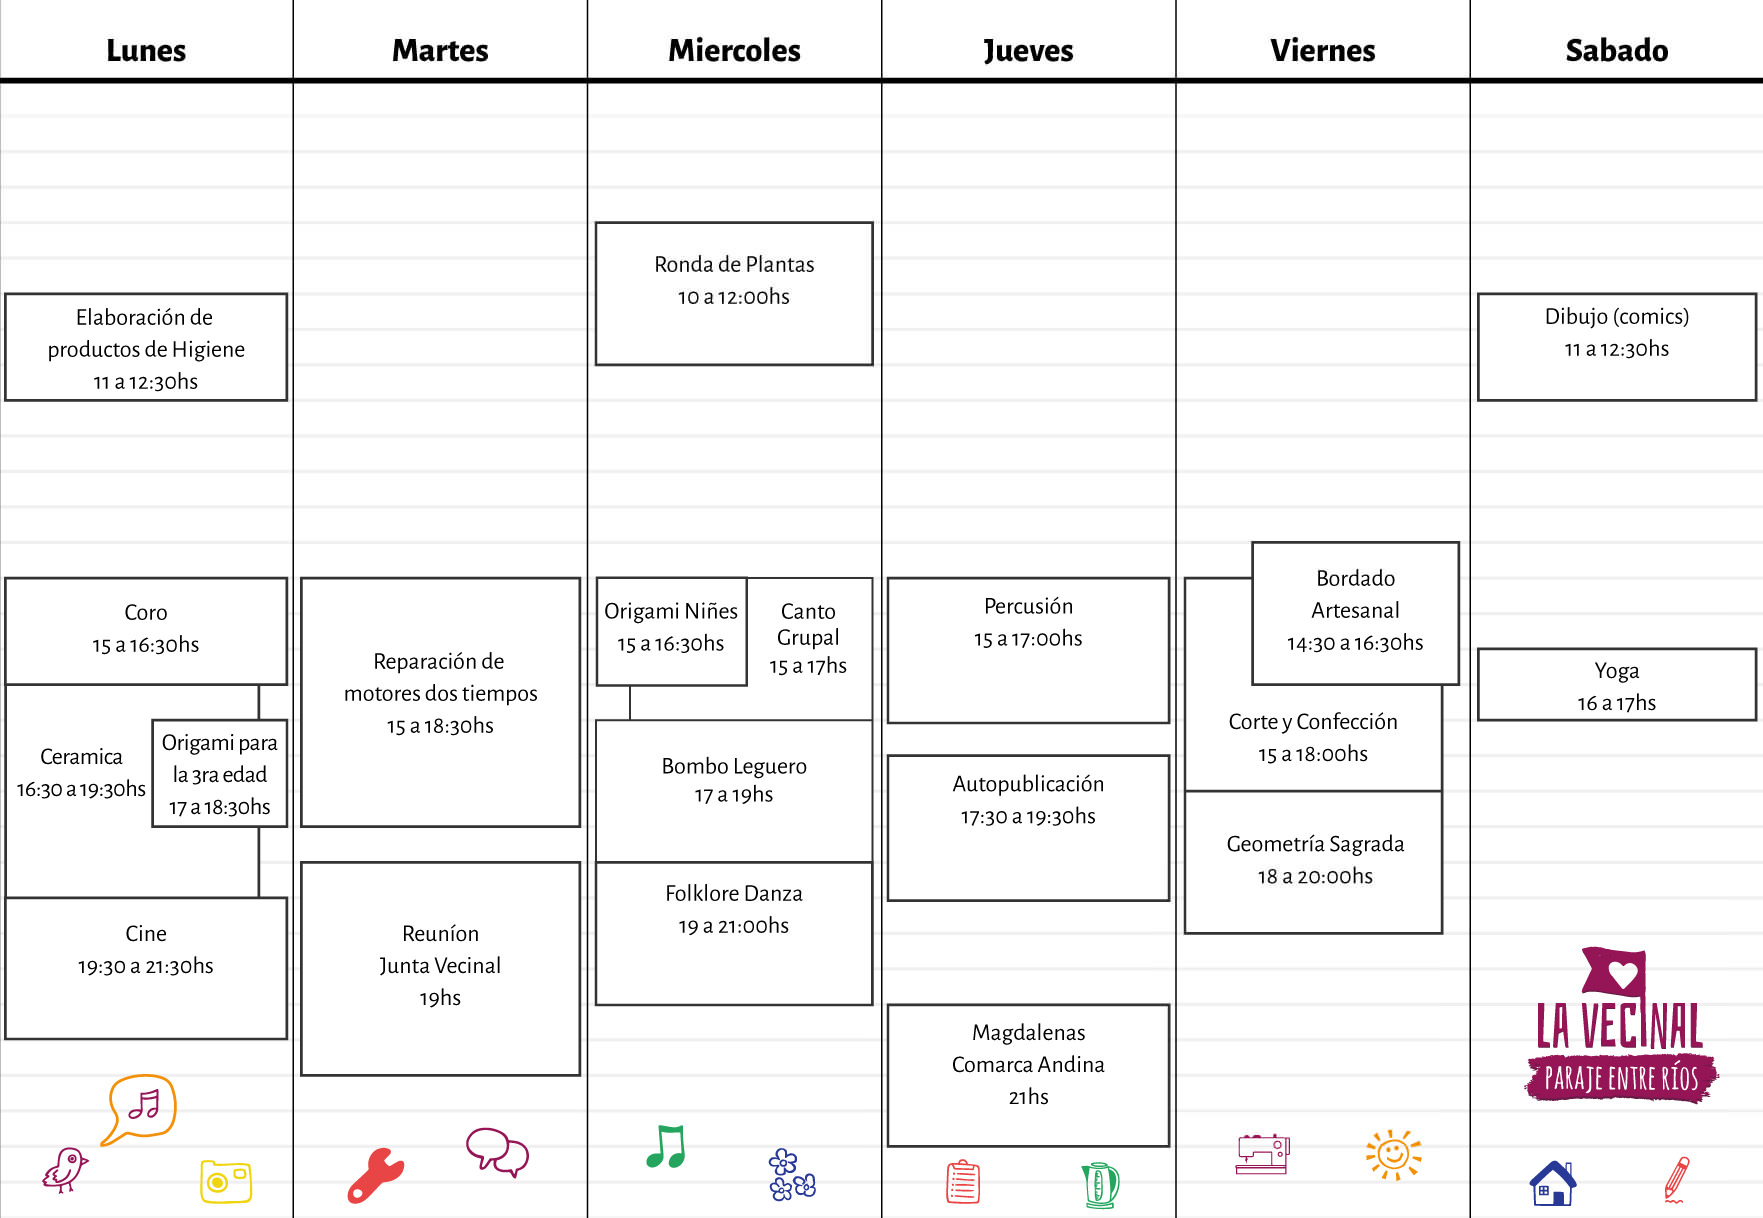 Lunes
Martes
Miercoles
Jueves
Viernes
Sabado
Elaboración de
productos de Higiene
11 a 12:30hs
Coro
15 a 16:30hs
Ceramica
16:30 a 19:30hs
Origami para
la 3ra edad
17 a 18:30hs
Cine
19:30 a 21:30hs
Reparación de
motores dos tiempos
15 a 18:30hs
Reuníon
Junta Vecinal
19hs
Ronda de Plantas
10 a 12:00hs
Origami Niñes
15 a 16:30hs
Canto
Grupal
15 a 17hs
Bombo Leguero
17 a 19hs
Folklore Danza
19 a 21:00hs
Percusión
15 a 17:00hs
Autopublicación
17:30 a 19:30hs
Magdalenas
Comarca Andina
21hs
Bordado
Artesanal
14:30 a 16:30hs
Corte y Confección
15 a 18:00hs
Geometría Sagrada
18 a 20:00hs
Dibujo (comics)
11 a 12:30hs
Yoga
16 a 17hs
LA VECINAL
PARAJE ENTRE RÍOS